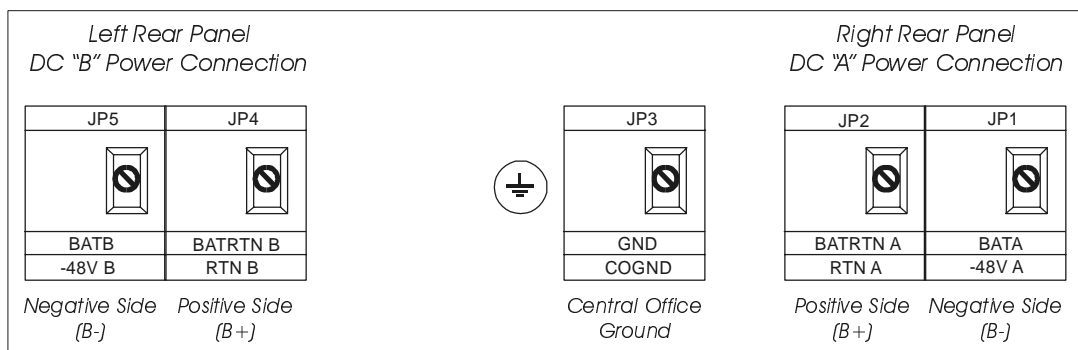 Left Rear Panel
DC "B" Power Connection
Right Rear Panel
DC "A" Power Connection
JP5 JP4 JP3 JP2 JP1
BATB BATRTN B GND BATRTN A BATA
-48V B RTN B COGND RTN A -48V A
Negative Side
(B-)
Positive Side
(B+)
Central Office
Ground
Positive Side
(B+)
Negative Side
(B-)